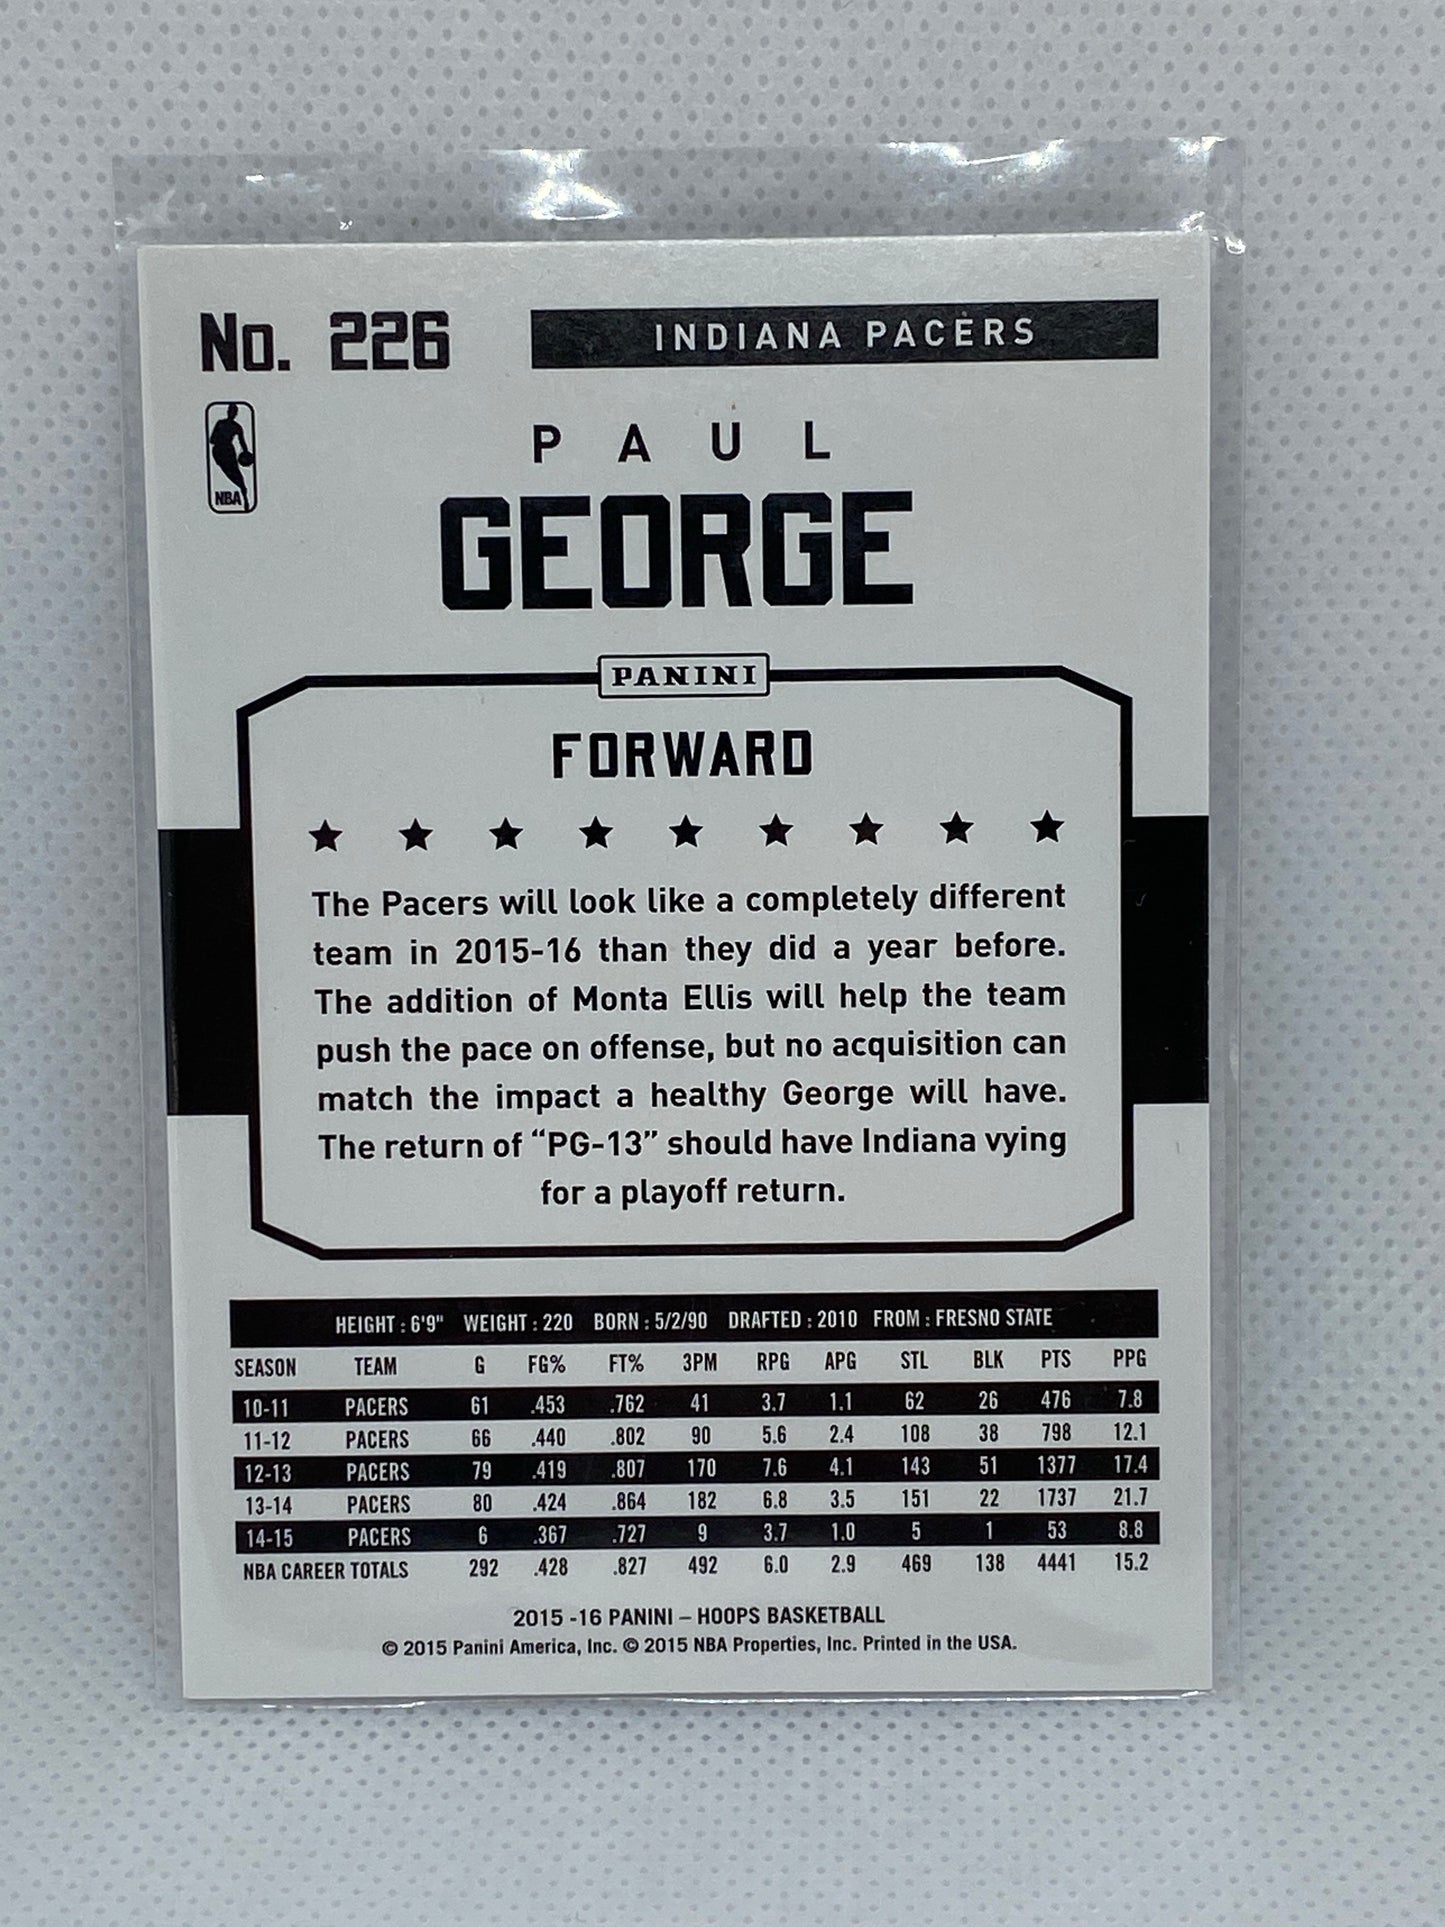 No. 226
INDIANA PACERS
NBA
PAUL
GEORGE
PANINI
FORWARD
The Pacers will look like a completely different
team in 2015-16 than they did a year before.
The addition of Monta Ellis will help the team
push the pace on offense, but no acquisition can
match the impact a healthy George will have.
The return of “PG-13” should have Indiana vying
for a playoff return.
HEIGHT : 6'9" WEIGHT : 220 BORN : 5/2/90 DRAFTED : 2010 FROM : FRESNO STATE
SEASON TEAM G FG% FT% 3PM RPG APG STL BLK PTS PPG
10-11 PACERS 61 .453 .762 41 3.7 1.1 62 26 476 7.8
11-12 PACERS 66 .440 .802 90 5.6 2.4 108 38 798 12.1
12-13 PACERS 79 .419 .807 170 7.6 4.1 143 51 1377 17.4
13-14 PACERS 80 .424 .864 182 6.8 3.5 151 22 1737 21.7
14-15 PACERS 6 .367 .727 9 3.7 1.0 5 1 53 8.8
NBA CAREER TOTALS 292 .428 .827 492 6.0 2.9 469 138 4441 15.2
2015 -16 PANINI – HOOPS BASKETBALL
© 2015 Panini America, Inc. © 2015 NBA Properties, Inc. Printed in the USA.